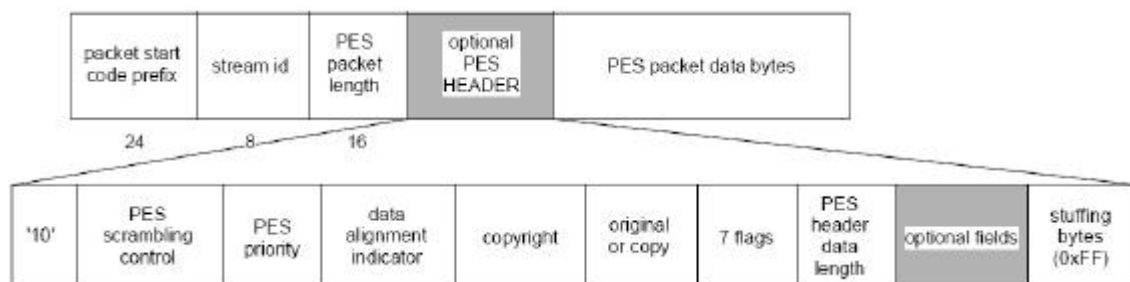 packet start
code prefix
stream id
PES
packet
length
optional
PES
HEADER
PES packet data bytes
24
8
16
'10'
PES
scrambling
control
PES
priority
data
alignment
indicator
copyright
original
or copy
7 flags
PES
header
data
length
optional fields
stuffing
bytes
(0xFF)